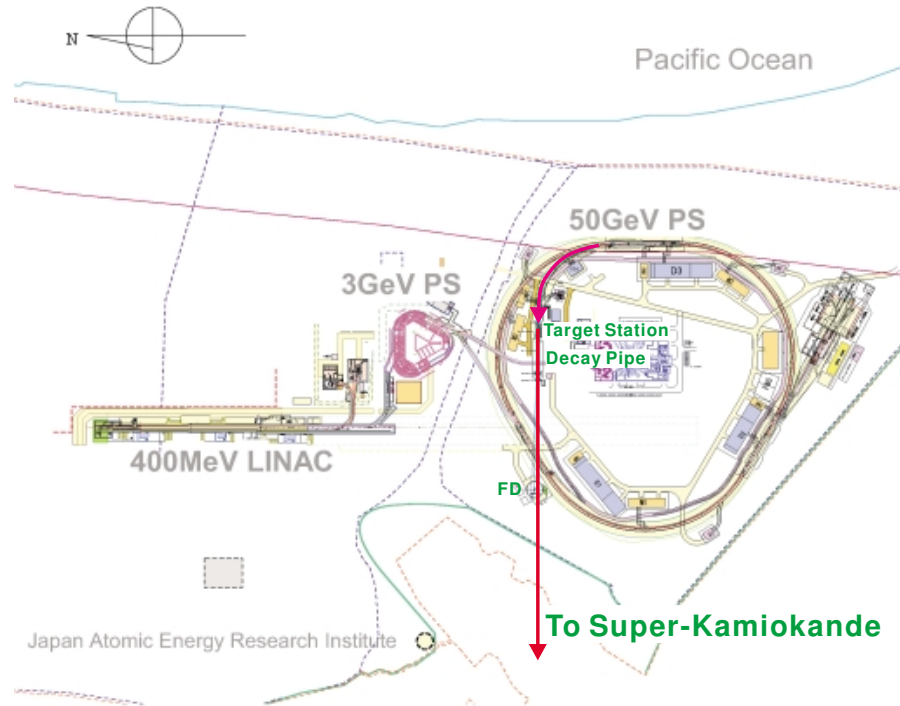 N
Pacific Ocean
50GeV PS
D3
3GeV PS
Target Station
Decay Pipe
400MeV LINAC
FD
To Super-Kamiokande
Japan Atomic Energy Research Institute